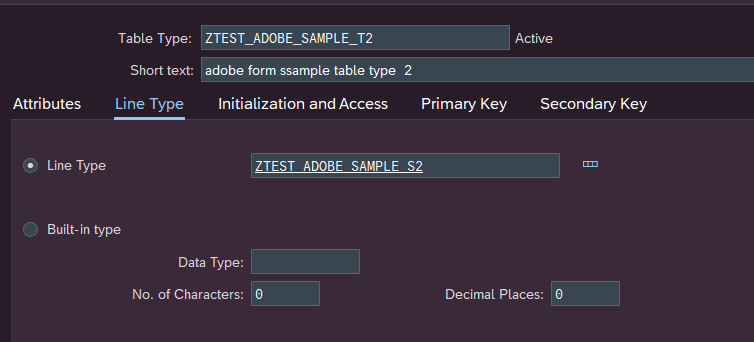 Table Type: ZTEST_ADOBE_SAMPLE_T2 Active
Short text: adobe form ssample table type 2
Attributes Line Type Initialization and Access Primary Key Secondary Key
Line Type ZTEST_ADOBE_SAMPLE_S2
Built-in type
Data Type:
No. of Characters: 0 Decimal Places: 0